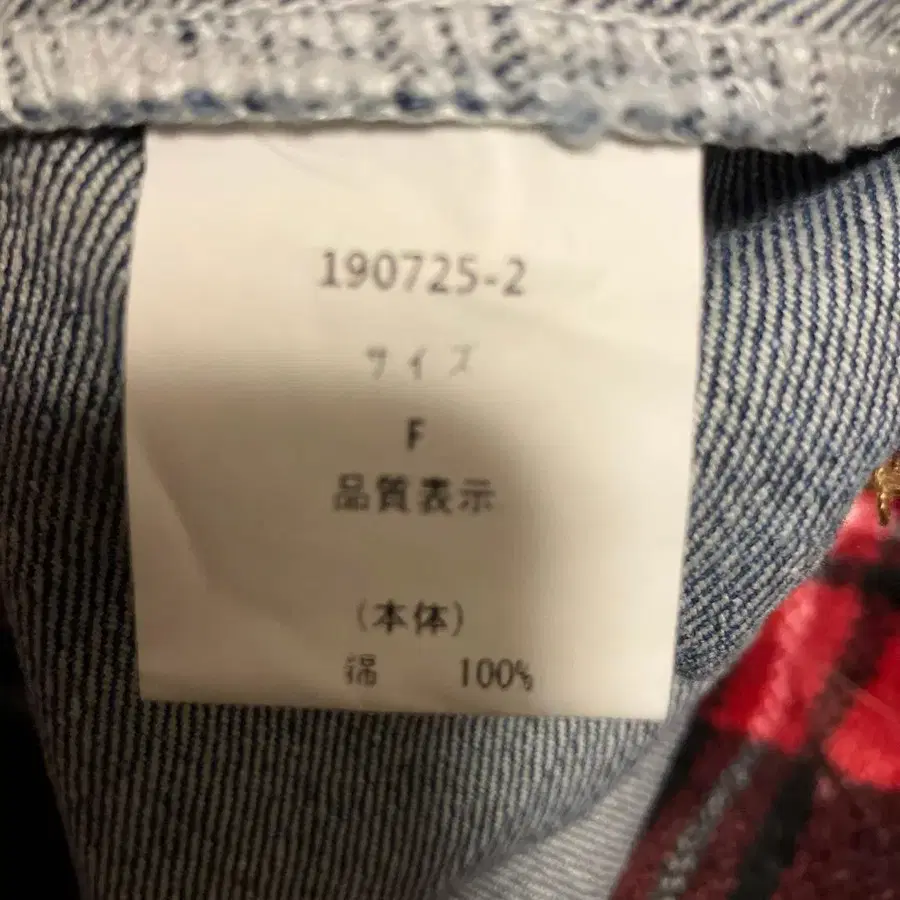 190725-2
サイズ
F
品質表示
(本体)
綿 100%